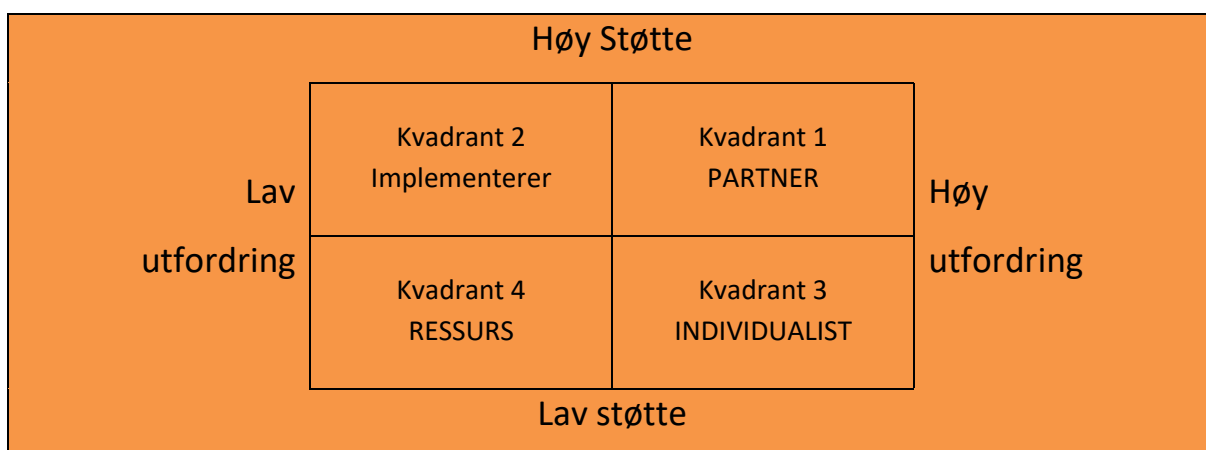 Høy Støtte
Kvadrant 2
Implementerer
Kvadrant 1
PARTNER
Lav
utfordring
Høy
utfordring
Kvadrant 4
RESSURS
Kvadrant 3
INDIVIDUALIST
Lav støtte